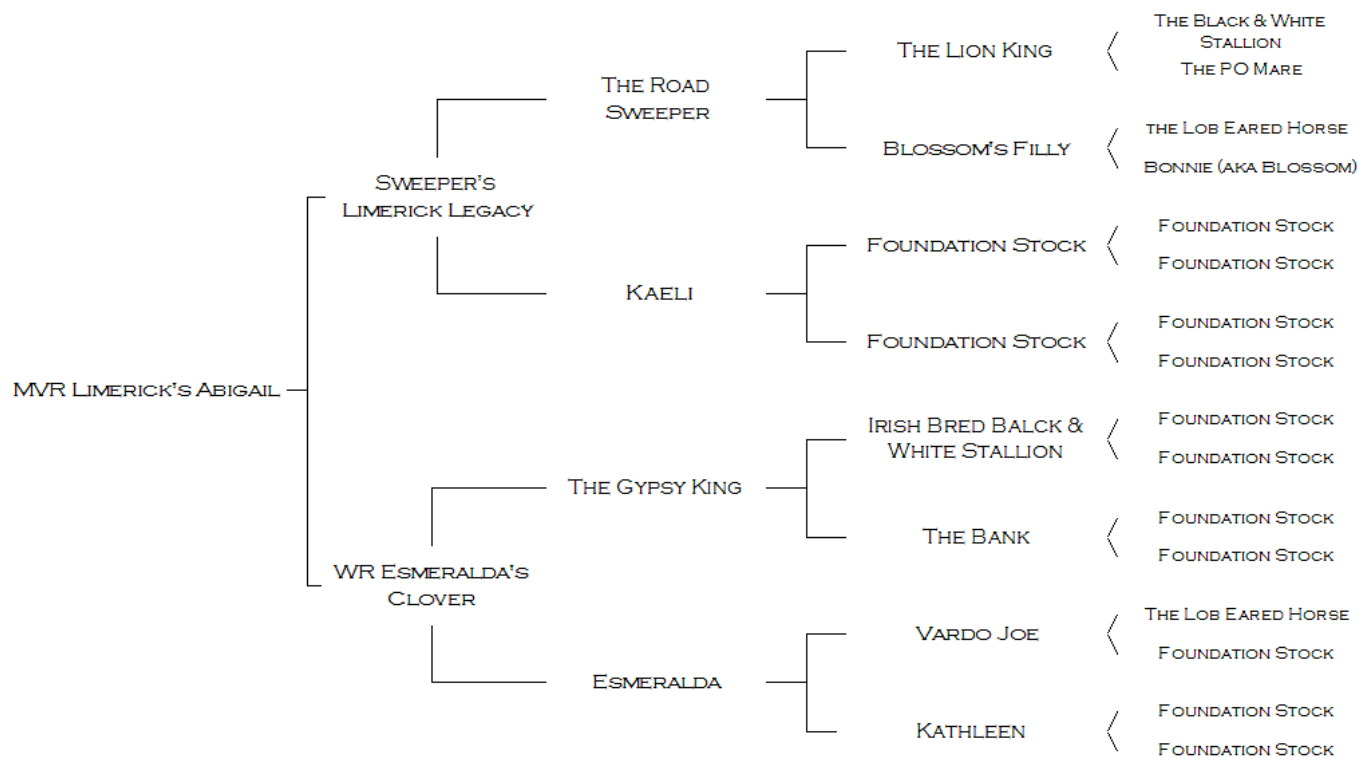 The Black & White
Stallion
The PO Mare
The Lion King
The Road
Sweeper
the Lob Eared Horse
Blossom's Filly
Bonnie (aka Blossom)
Sweeper's
Limerick Legacy
Foundation Stock
Foundation Stock
Foundation Stock
Kaeli
Foundation Stock
Foundation Stock
Foundation Stock
MVR Limerick's Abigail
Irish Bred Balck &
White Stallion
Foundation Stock
Foundation Stock
The Gypsy King
Foundation Stock
The Bank
Foundation Stock
WR Esmeralda's
Clover
The Lob Eared Horse
Vardo Joe
Foundation Stock
Esmeralda
Foundation Stock
Kathleen
Foundation Stock